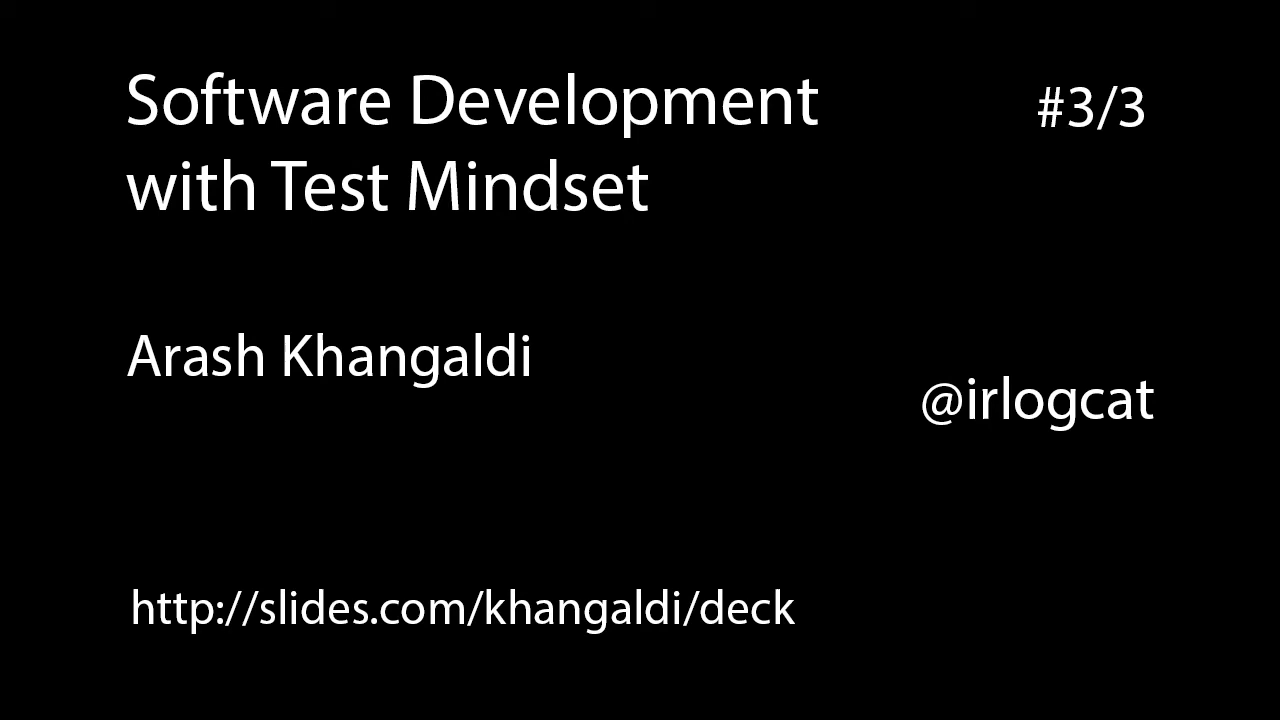 Software Development
with Test Mindset
#3/3
Arash Khangaldi
@irlogcat
http://slides.com/khangaldi/deck